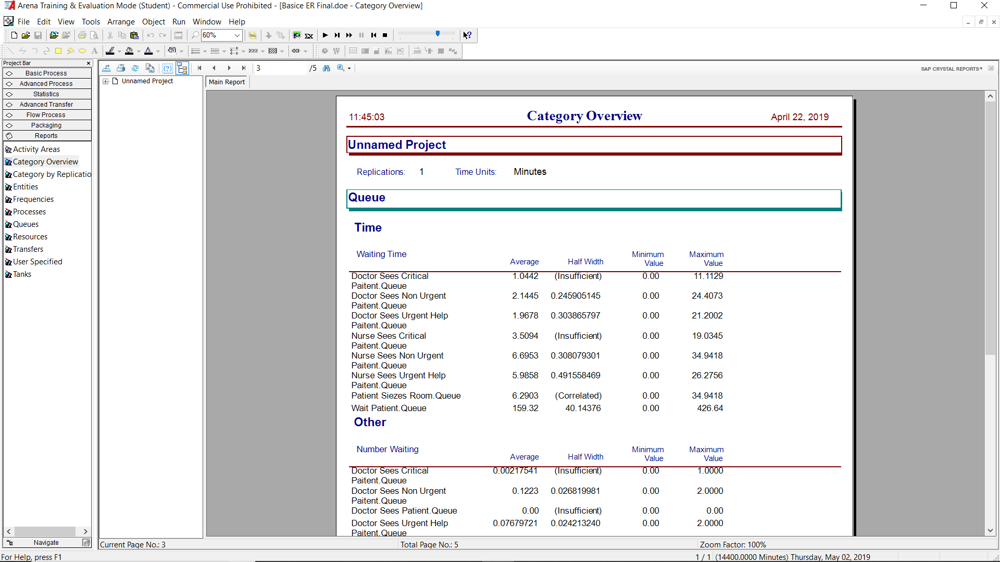 Arena Training & Evaluation Mode (Student) - Commercial Use Prohibited - [Basice ER Final.doe - Category Overview]
File Edit View Tools Arrange Object Run Window Help
60%
Project Bar
Basic Process
Advanced Process
Statistics
Advanced Transfer
Flow Process
Packaging
Reports
Activity Areas
Category Overview
Category by Replicatio
Entities
Frequencies
Processes
Queues
Resources
Transfers
User Specified
Tanks
Navigate
3 /5
SAP CRYSTAL REPORTS®
Unnamed Project
Main Report
11:45:03 Category Overview April 22, 2019
Unnamed Project
Replications: 1 Time Units: Minutes
Queue
Time
Waiting Time Average Half Width Minimum Value Maximum Value
Doctor Sees Critical 1.0442 (Insufficient) 0.00 11.1129
Paitent.Queue
Doctor Sees Non Urgent 2.1445 0.245905145 0.00 24.4073
Paitent.Queue
Doctor Sees Urgent Help 1.9678 0.303865797 0.00 21.2002
Paitent.Queue
Nurse Sees Critical 3.5094 (Insufficient) 0.00 19.0345
Paitent.Queue
Nurse Sees Non Urgent 6.6953 0.308079301 0.00 34.9418
Paitent.Queue
Nurse Sees Urgent Help 5.9858 0.491558469 0.00 26.2756
Paitent.Queue
Patient Siezes Room.Queue 6.2903 (Correlated) 0.00 34.9418
Wait Patient.Queue 159.32 40.14376 0.00 426.64
Other
Number Waiting Average Half Width Minimum Value Maximum Value
Doctor Sees Critical 0.00217541 (Insufficient) 0.00 1.0000
Paitent.Queue
Doctor Sees Non Urgent 0.1223 0.026819981 0.00 2.0000
Paitent.Queue
Doctor Sees Patient.Queue 0.00 (Insufficient) 0.00 0.00
Doctor Sees Urgent Help 0.07679721 0.024213240 0.00 2.0000
Paitent.Queue
Current Page No.: 3 Total Page No.: 5 Zoom Factor: 100%
For Help, press F1 1 / 1 (14400.0000 Minutes) Thursday, May 02, 2019